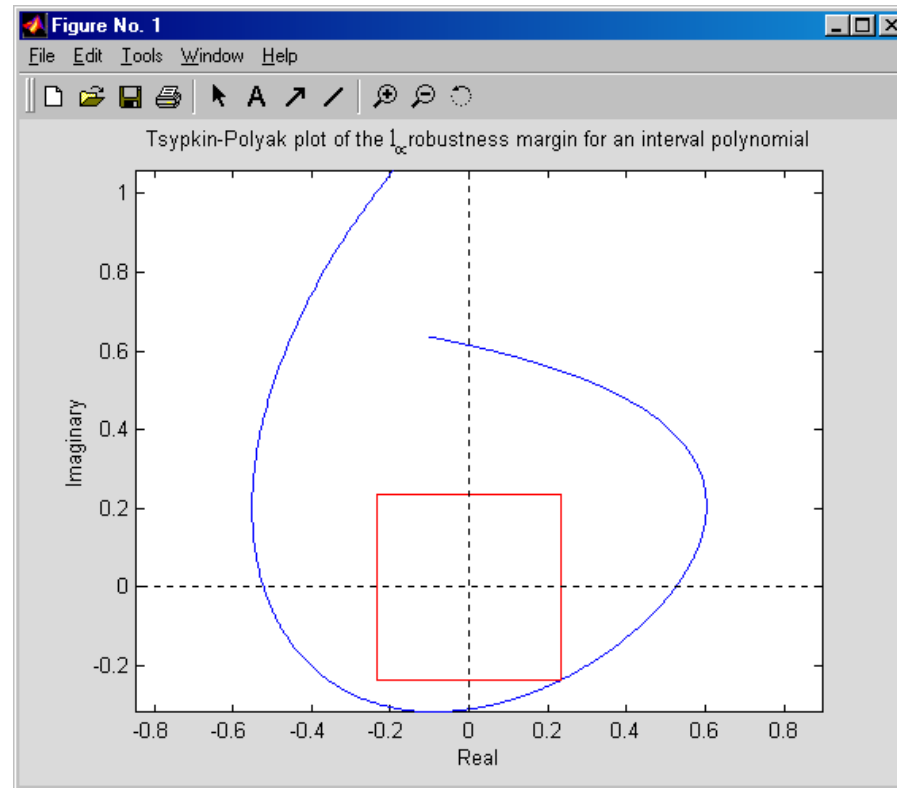 Figure No. 1
File Edit Tools Window Help
A
Tsypkin-Polyak plot of the l∝ robustness margin for an interval polynomial
1
0.8
0.6
0.4
0.2
0
-0.2
Imaginary
-0.8 -0.6 -0.4 -0.2 0 0.2 0.4 0.6 0.8
Real